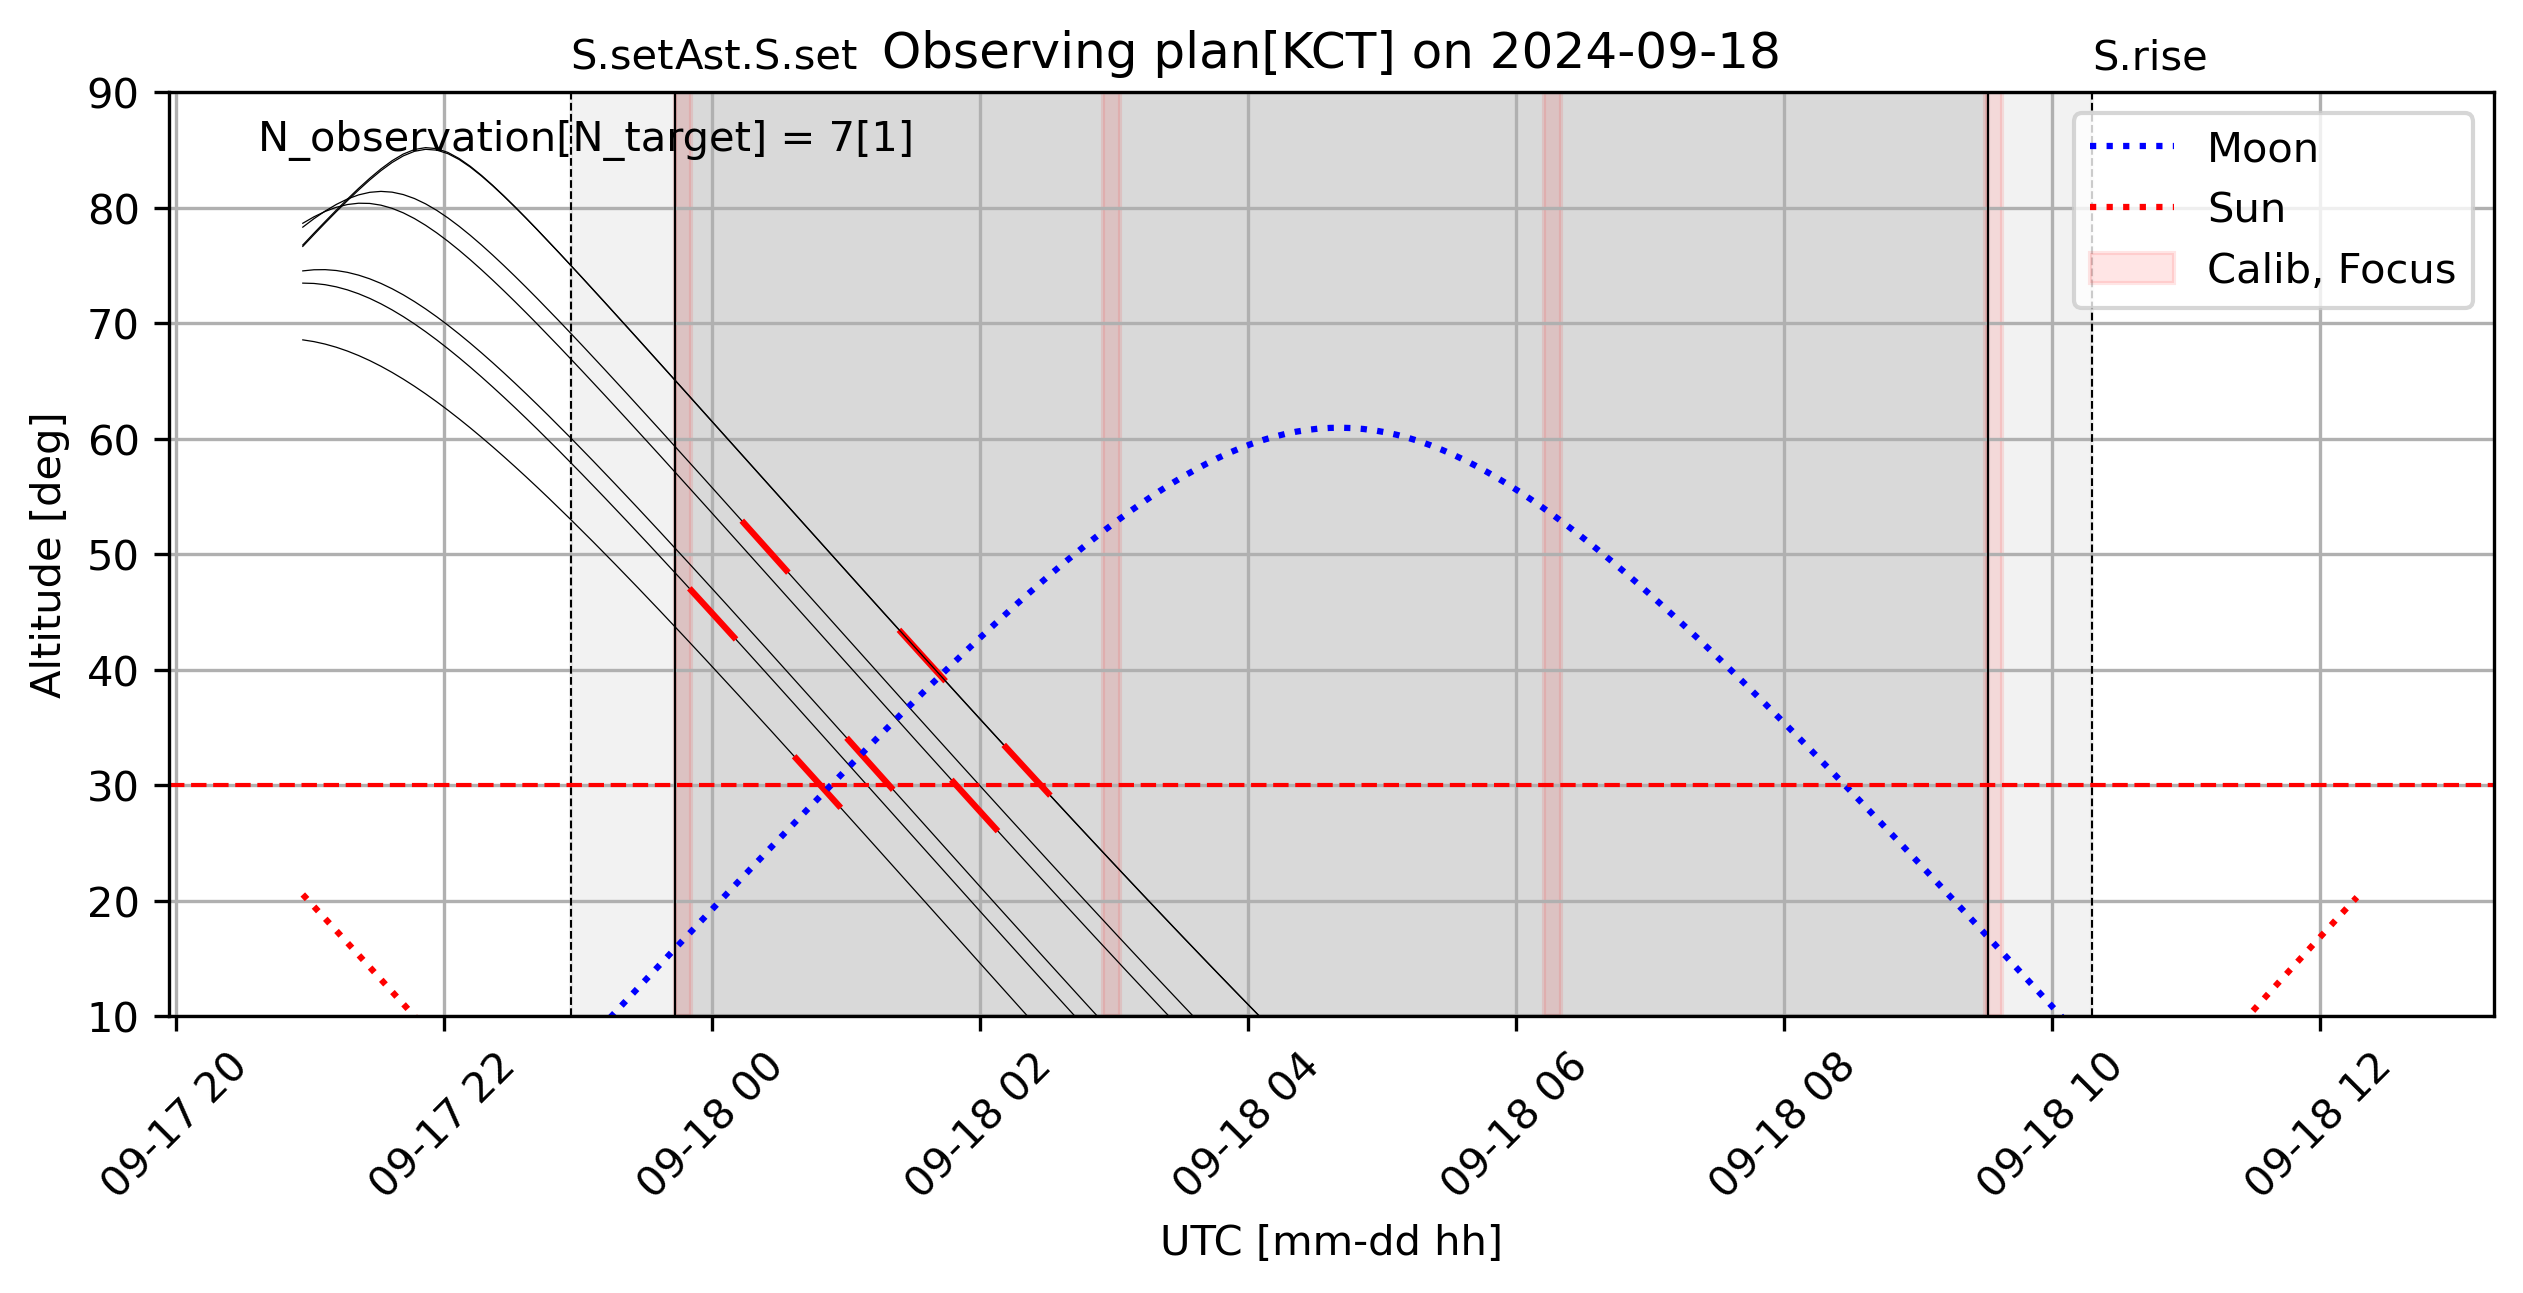 S.set Ast.S.set Observing plan[KCT] on 2024-09-18 S.rise
N_observation[N_target] = 7[1]
Moon
Sun
Calib, Focus
Altitude [deg]
90
80
70
60
50
40
30
20
10
09-17 20
09-17 22
09-18 00
09-18 02
09-18 04
09-18 06
09-18 08
09-18 10
09-18 12
UTC [mm-dd hh]